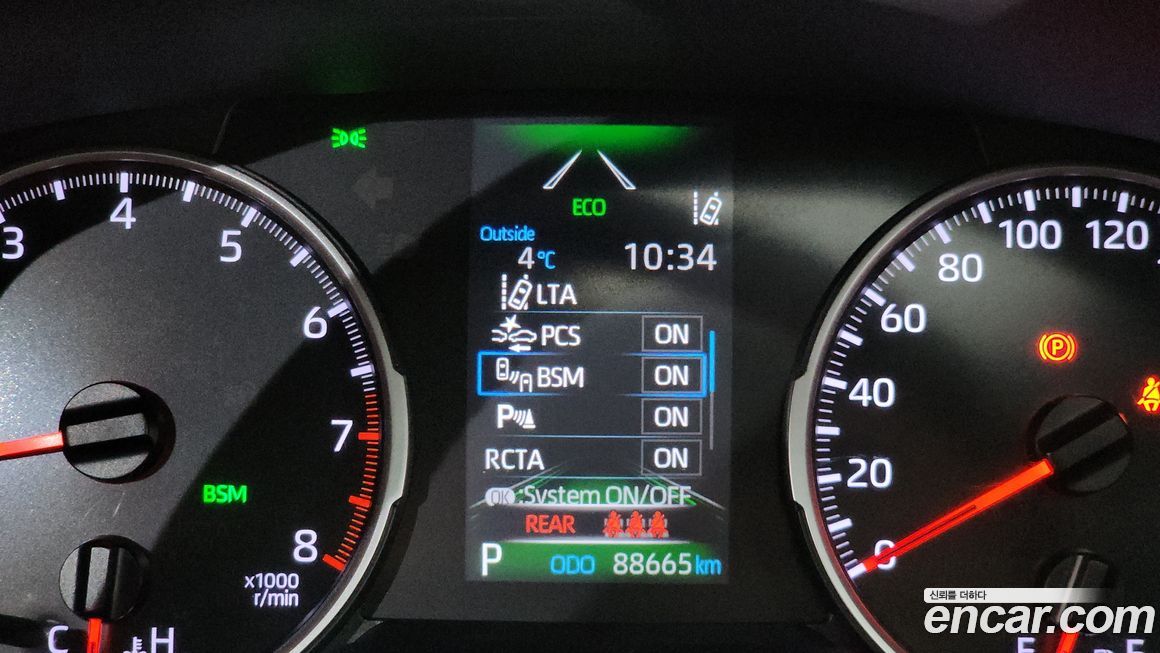 ECO
Outside
4°C 10:34
LTA
PCS ON
BSM ON
P ON
RCTA ON
OK :System ON/OFF
REAR
P ODO 88665 km
3 4 5 6 7 8
x1000
r/min
BSM
C H
0 20 40 60 80 100 120
P
E F
신뢰를 더하다
encar.com